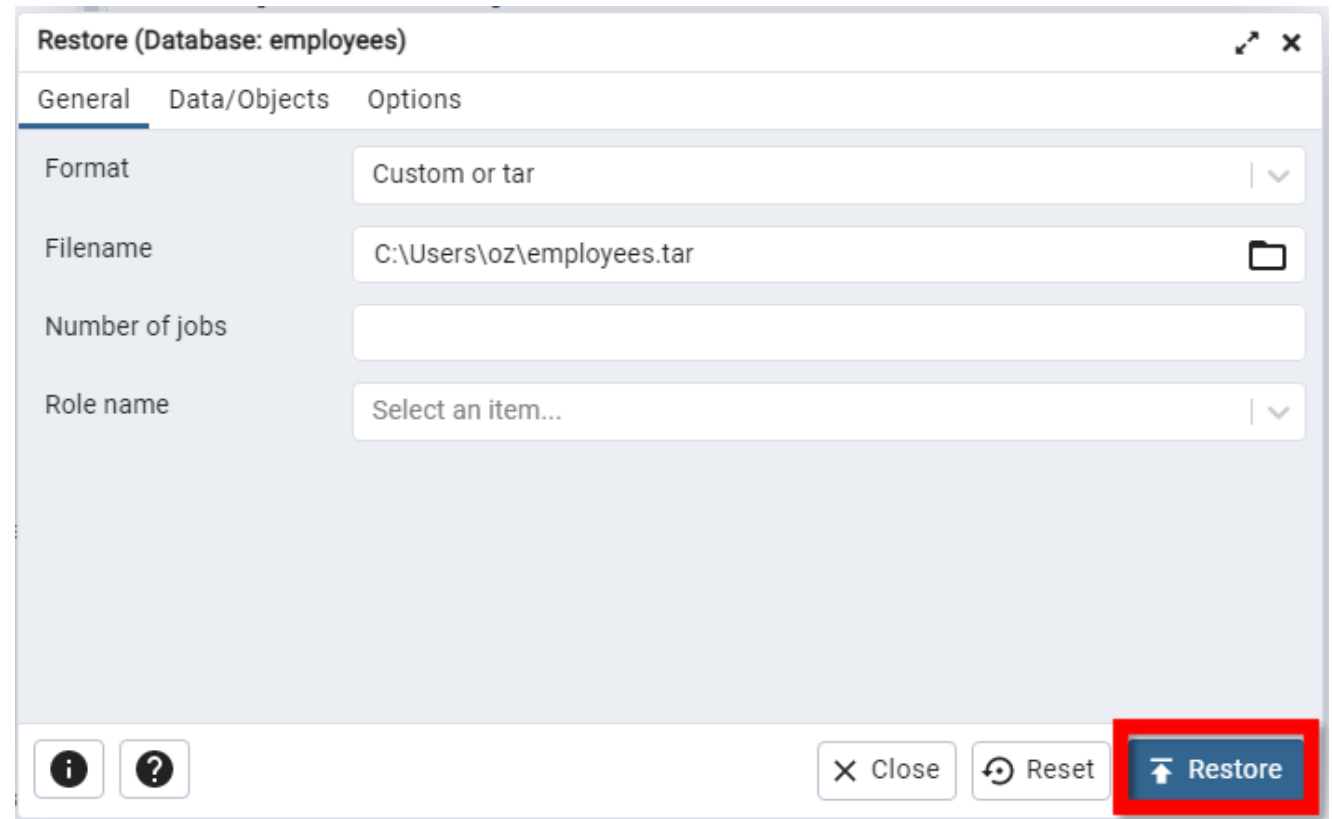 Restore (Database: employees)
General Data/Objects Options
Format Custom or tar
Filename C:\Users\oz\employees.tar
Number of jobs
Role name Select an item...
Close Reset Restore